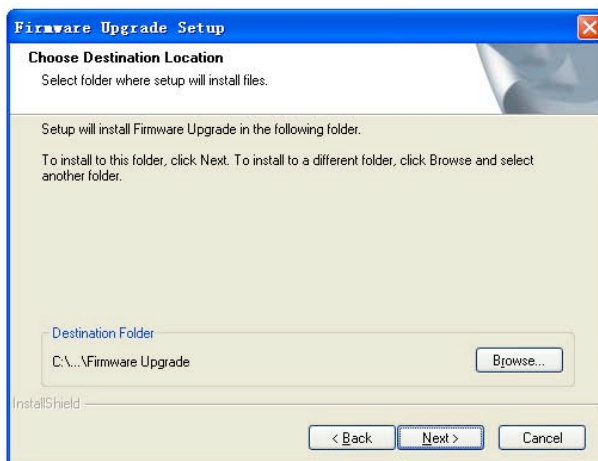 Firmware Upgrade Setup
Choose Destination Location
Select folder where setup will install files.
Setup will install Firmware Upgrade in the following folder.
To install to this folder, click Next. To install to a different folder, click Browse and select
another folder.
Destination Folder
C:\...\Firmware Upgrade
Browse...
InstallShield
< Back
Next >
Cancel